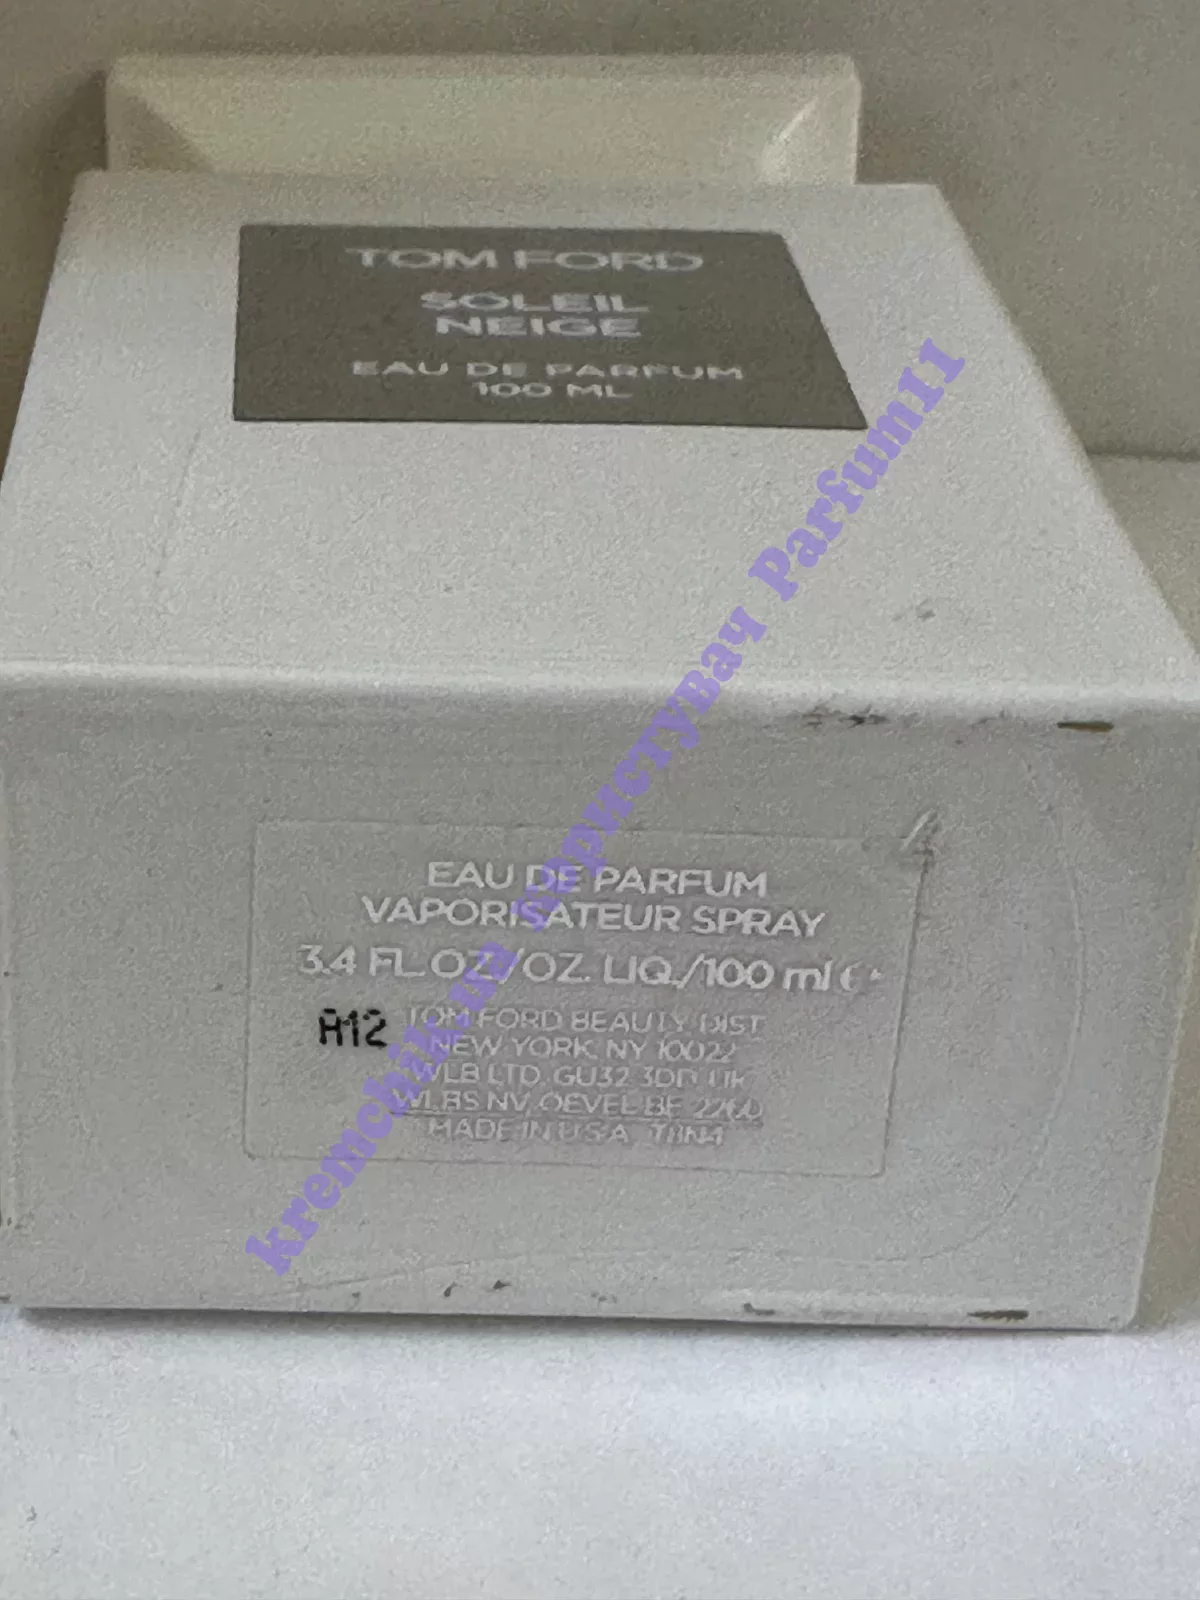 TOM FORD
SOLEIL
NEIGE
EAU DE PARFUM
100 ML
EAU DE PARFUM
VAPORISATEUR SPRAY
3.4 FL.OZ./OZ. LIQ./100 ml e
A12
TOM FORD BEAUTY DIST
NEW YORK, NY 10022
WLB LTD. GU32 3DD UK
WLBS NV, OEVEL BE 2260
MADE IN U.S.A. T8N4
kremchik.ua користувач Parfum11